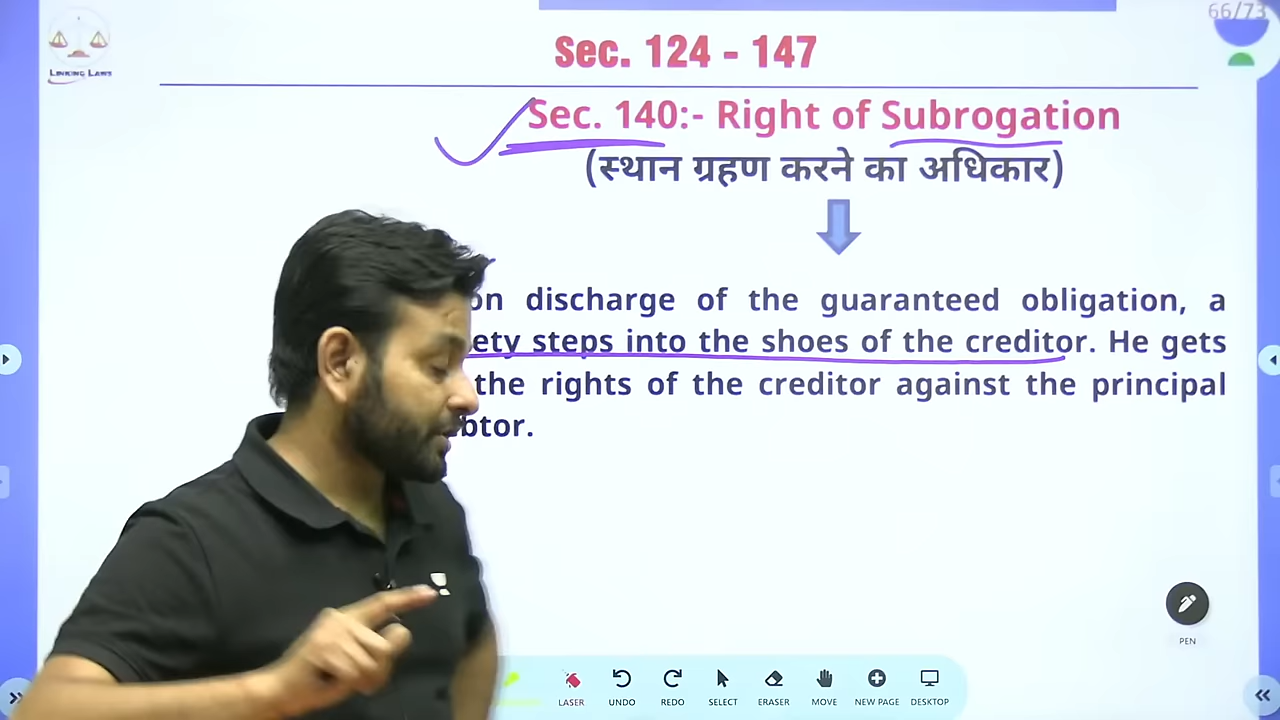 66/73
LINKING LAWS
Sec. 124 - 147
Sec. 140:- Right of Subrogation
(स्थान ग्रहण करने का अधिकार)
on discharge of the guaranteed obligation, a
ety steps into the shoes of the creditor. He gets
the rights of the creditor against the principal
btor.
PEN
LASER
UNDO
REDO
SELECT
ERASER
MOVE
NEW PAGE
DESKTOP